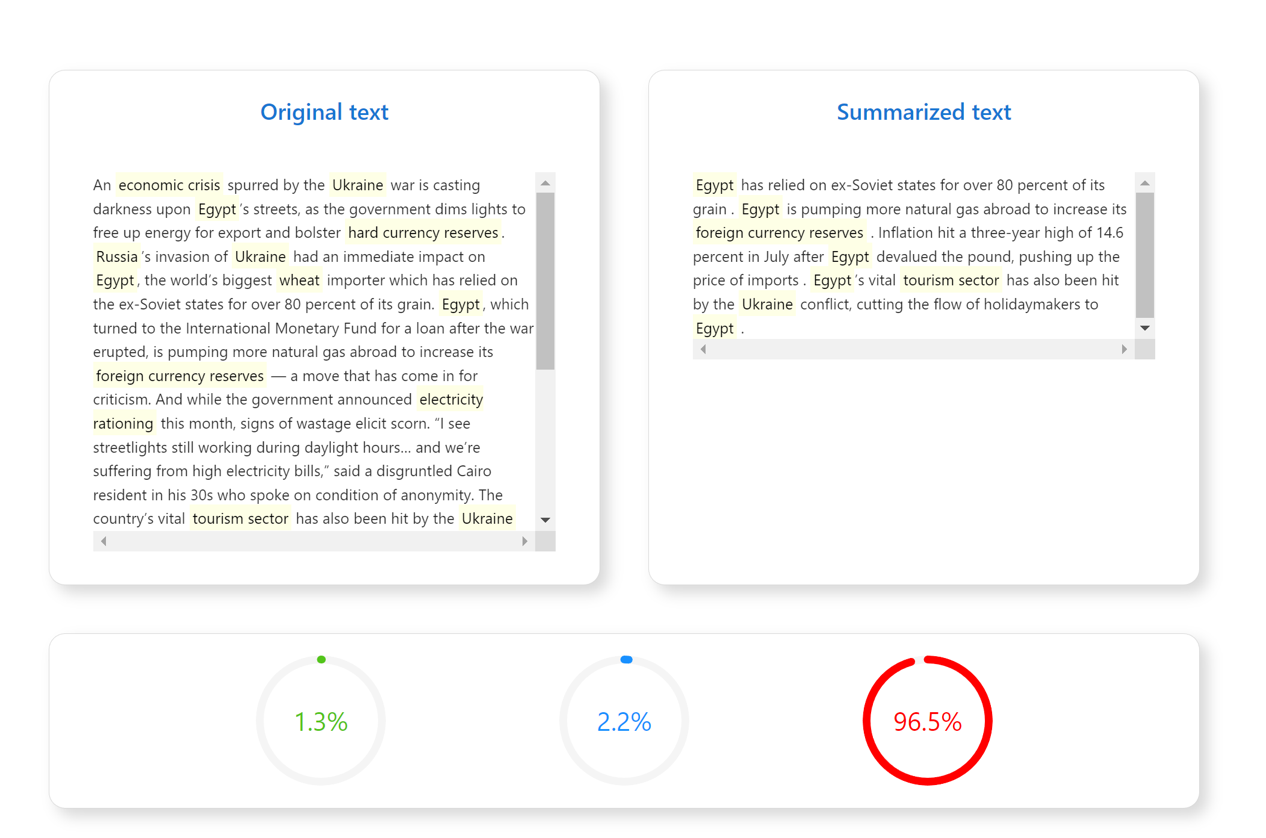 Original text
An economic crisis spurred by the Ukraine war is casting
darkness upon Egypt's streets, as the government dims lights to
free up energy for export and bolster hard currency reserves.
Russia's invasion of Ukraine had an immediate impact on
Egypt, the world's biggest wheat importer which has relied on
the ex-Soviet states for over 80 percent of its grain. Egypt, which
turned to the International Monetary Fund for a loan after the war
erupted, is pumping more natural gas abroad to increase its
foreign currency reserves — a move that has come in for
criticism. And while the government announced electricity
rationing this month, signs of wastage elicit scorn. “I see
streetlights still working during daylight hours... and we're
suffering from high electricity bills,” said a disgruntled Cairo
resident in his 30s who spoke on condition of anonymity. The
country's vital tourism sector has also been hit by the Ukraine
Summarized text
Egypt has relied on ex-Soviet states for over 80 percent of its
grain . Egypt is pumping more natural gas abroad to increase its
foreign currency reserves . Inflation hit a three-year high of 14.6
percent in July after Egypt devalued the pound, pushing up the
price of imports . Egypt's vital tourism sector has also been hit
by the Ukraine conflict, cutting the flow of holidaymakers to
Egypt .
1.3%
2.2%
96.5%